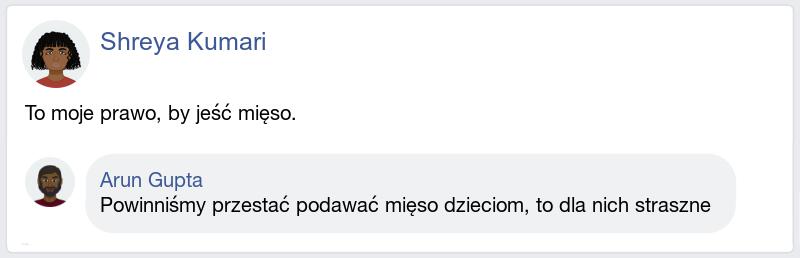 Shreya Kumari
To moje prawo, by jeść mięso.
Arun Gupta
Powinniśmy przestać podawać mięso dzieciom, to dla nich straszne